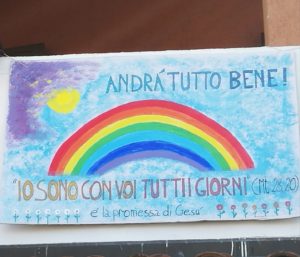 ANDRÁ TUTTO BENE!
"IO SONO CON VOI TUTTI I GIORNI" (Mt, 28,20)
è la promessa di Gesù